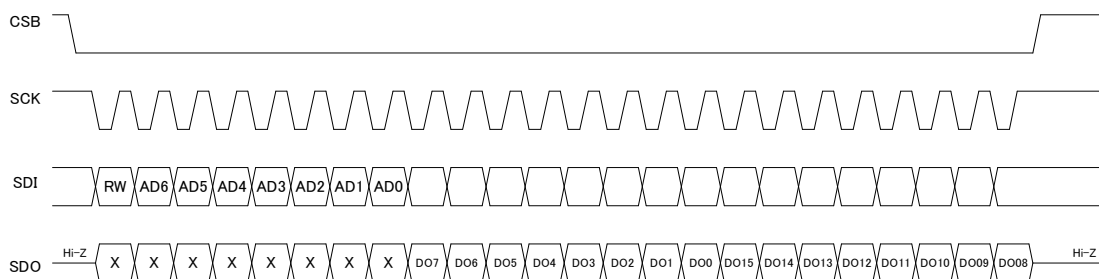 CSB
SCK
SDI RW AD6 AD5 AD4 AD3 AD2 AD1 AD0
SDO Hi-Z X X X X X X X X DO7 DO6 DO5 DO4 DO3 DO2 DO1 DO0 DO15 DO14 DO13 DO12 DO11 DO10 DO09 DO08 Hi-Z